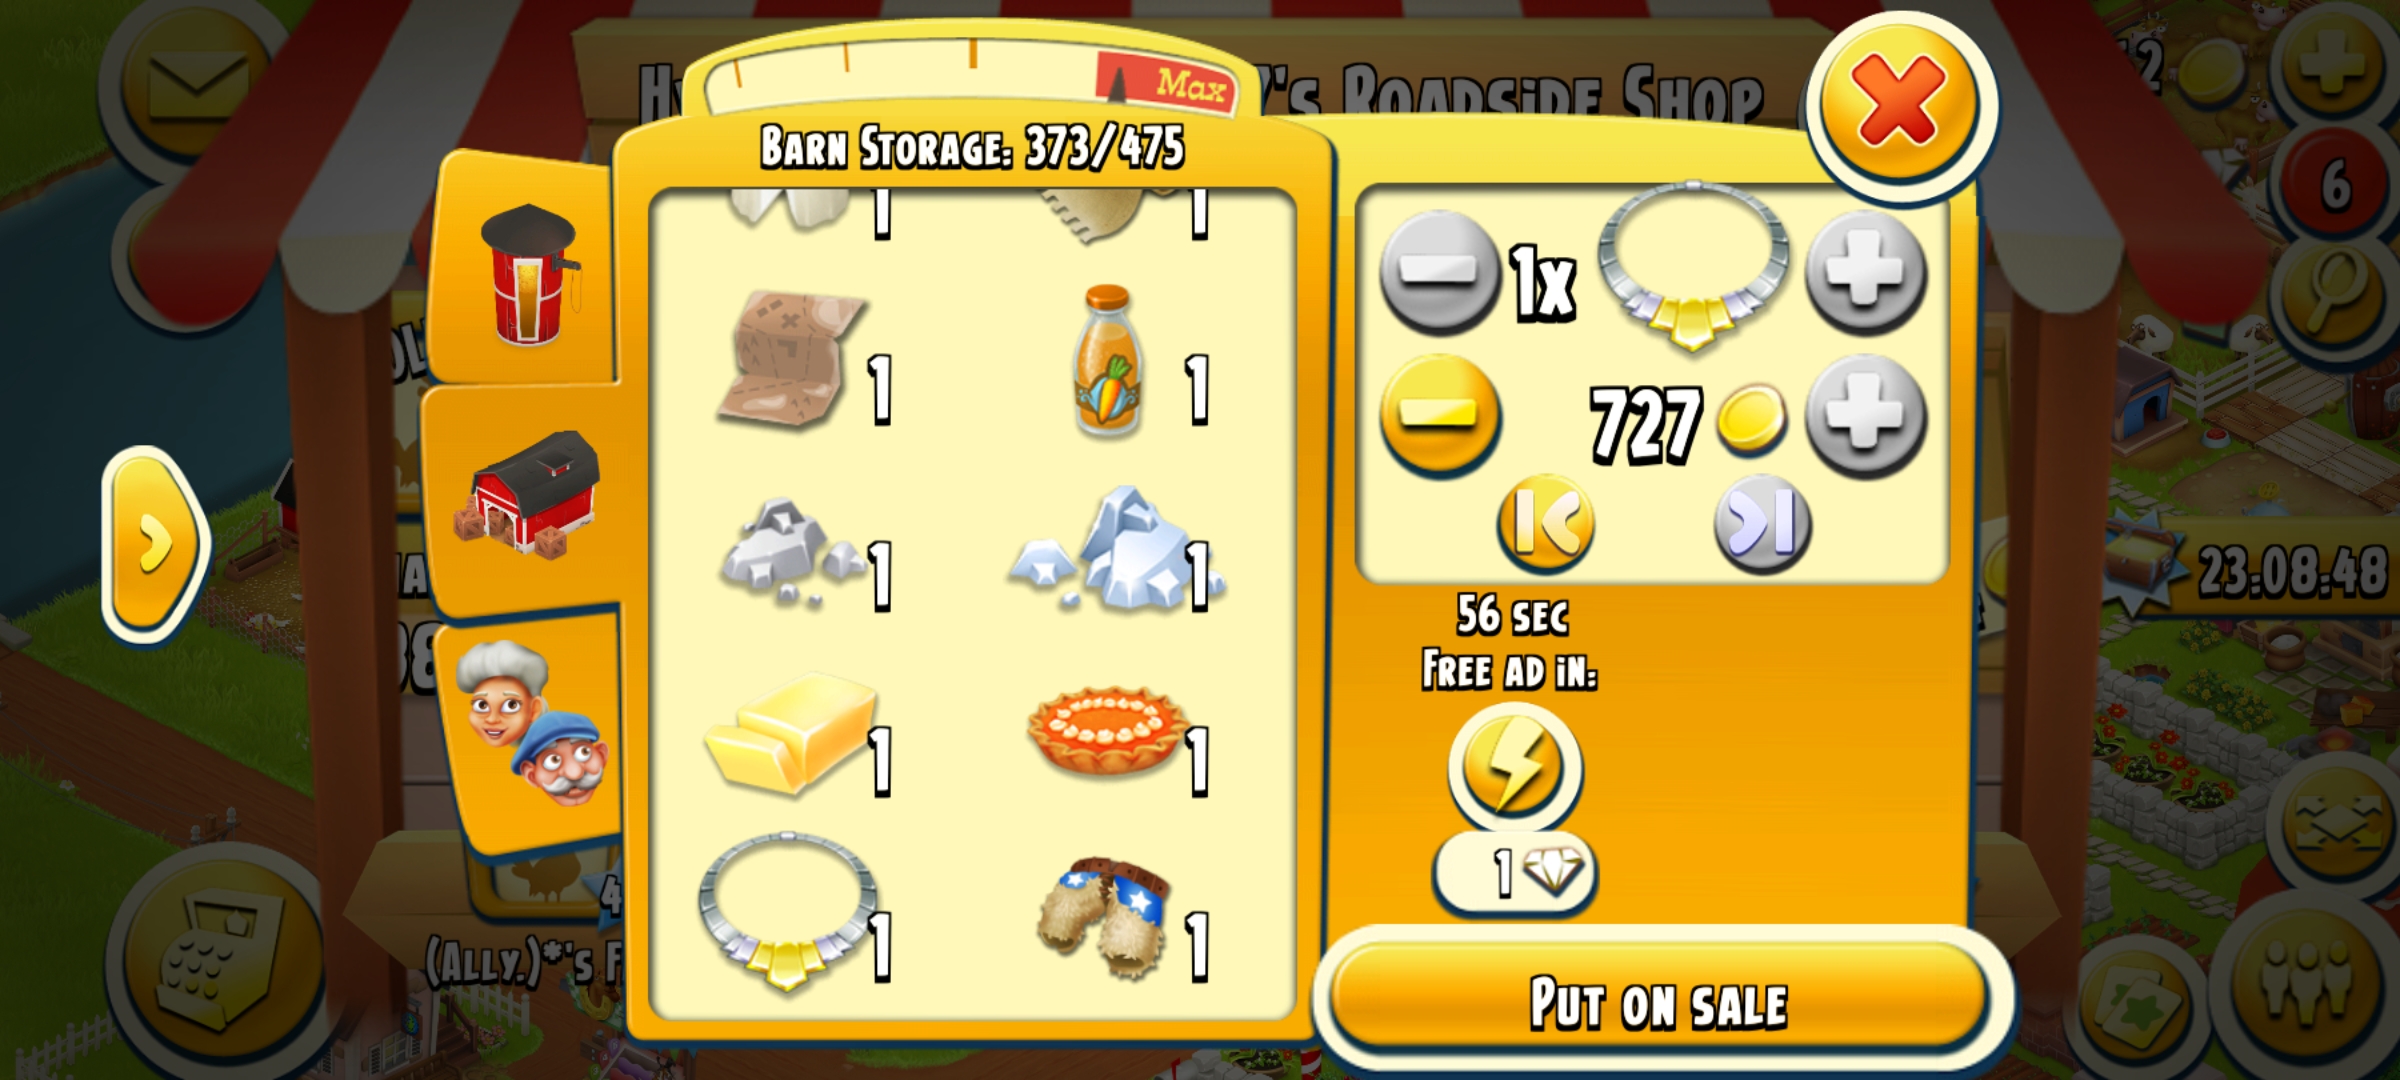 's Roadside Shop
Max
Barn Storage: 373/475
6
1
1
1x
1
1
727
1
1
23:08:48
56 sec
Free ad in:
1
1
1
1
1
Put on sale
(Ally.)*'s F